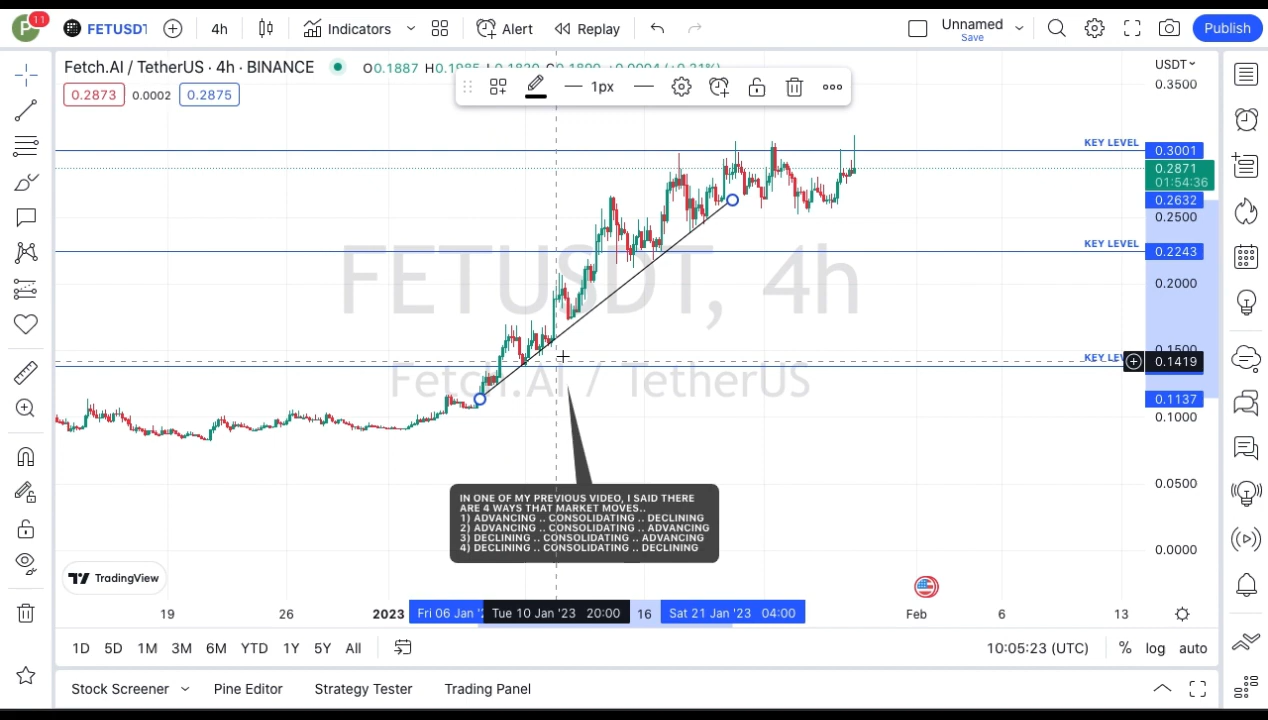 P 11 FETUSDT 4h Indicators Alert Replay Unnamed Save Publish
Fetch.AI / TetherUS · 4h · BINANCE O0.1887
0.2873 0.0002 0.2875
1px
USDT
0.3500
KEY LEVEL 0.3001
0.2871
01:54:36
0.2632
0.2500
KEY LEVEL 0.2243
0.2000
FETUSDT, 4h
0.1419
Fetch.AI / TetherUS
0.1137
0.1000
0.0500
0.0000
IN ONE OF MY PREVIOUS VIDEO, I SAID THERE
ARE 4 WAYS THAT MARKET MOVES..
1) ADVANCING .. CONSOLIDATING .. DECLINING
2) ADVANCING .. CONSOLIDATING .. ADVANCING
3) DECLINING .. CONSOLIDATING .. ADVANCING
4) DECLINING .. CONSOLIDATING .. DECLINING
TradingView
19 26 2023 Fri 06 Jan Tue 10 Jan '23 20:00 16 Sat 21 Jan '23 04:00 Feb 6 13
1D 5D 1M 3M 6M YTD 1Y 5Y All 10:05:23 (UTC) % log auto
Stock Screener Pine Editor Strategy Tester Trading Panel